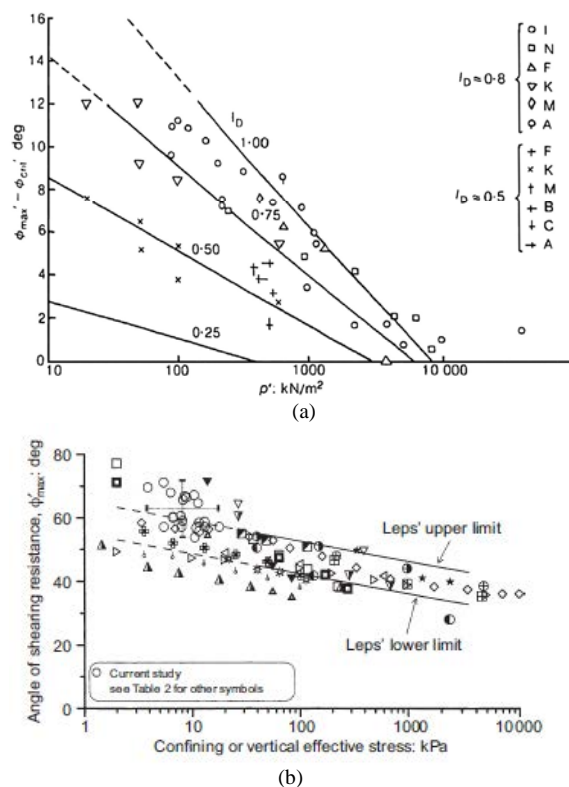 16
14
12
10
8
6
4
2
0
10
100
1000
10 000
ϕmax′ − ϕcrit′ deg
p′: kN/m²
I_D
1·00
0·75
0·50
0·25
I_D ≈ 0·8
I
N
F
K
M
A
I_D ≈ 0·5
F
K
M
B
C
A
(a)
80
60
40
20
0
Angle of shearing resistance, ϕ′max: deg
Leps' upper limit
Leps' lower limit
Current study
see Table 2 for other symbols
1
10
100
1000
10000
Confining or vertical effective stress: kPa
(b)